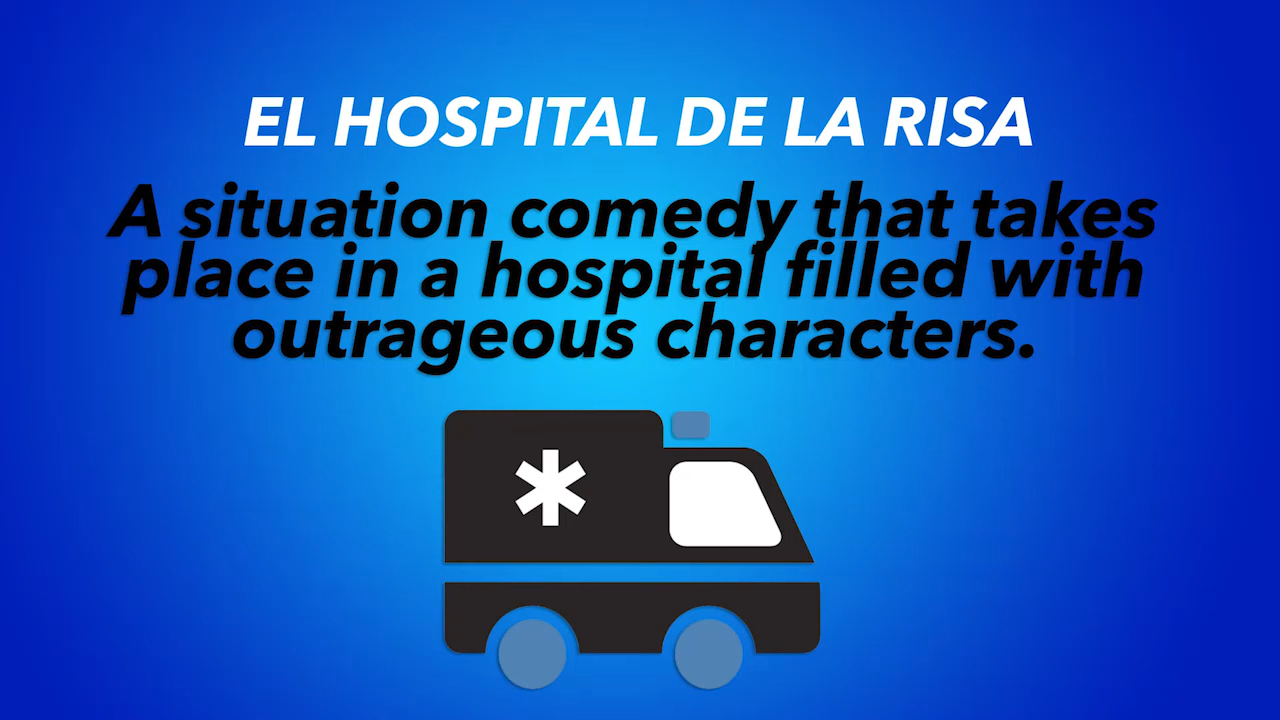 EL HOSPITAL DE LA RISA
A situation comedy that takes
place in a hospital filled with
outrageous characters.